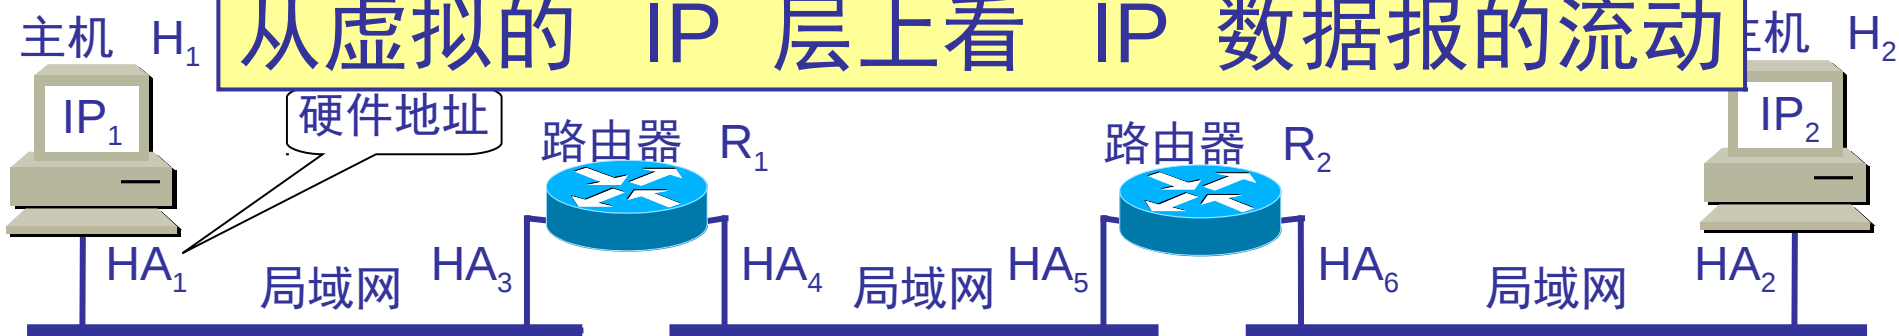 从虚拟的 IP 层上看 IP 数据报的流动
主机 H₁
主机 H₂
IP₁
硬件地址
路由器 R₁
路由器 R₂
IP₂
HA₁
HA₃
HA₄
HA₅
HA₆
HA₂
局域网
局域网
局域网